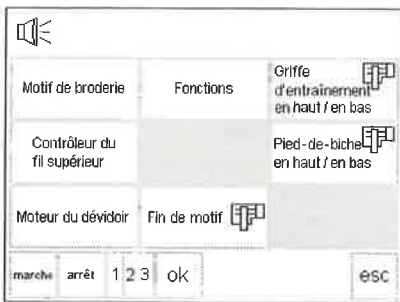 Motif de broderie
Fonctions
Griffe
d'entraînement
en haut / en bas
Contrôleur du
fil supérieur
Pied-de-biche
en haut / en bas
Moteur du dévidoir
Fin de motif
marche
arrêt
1 2 3
ok
esc